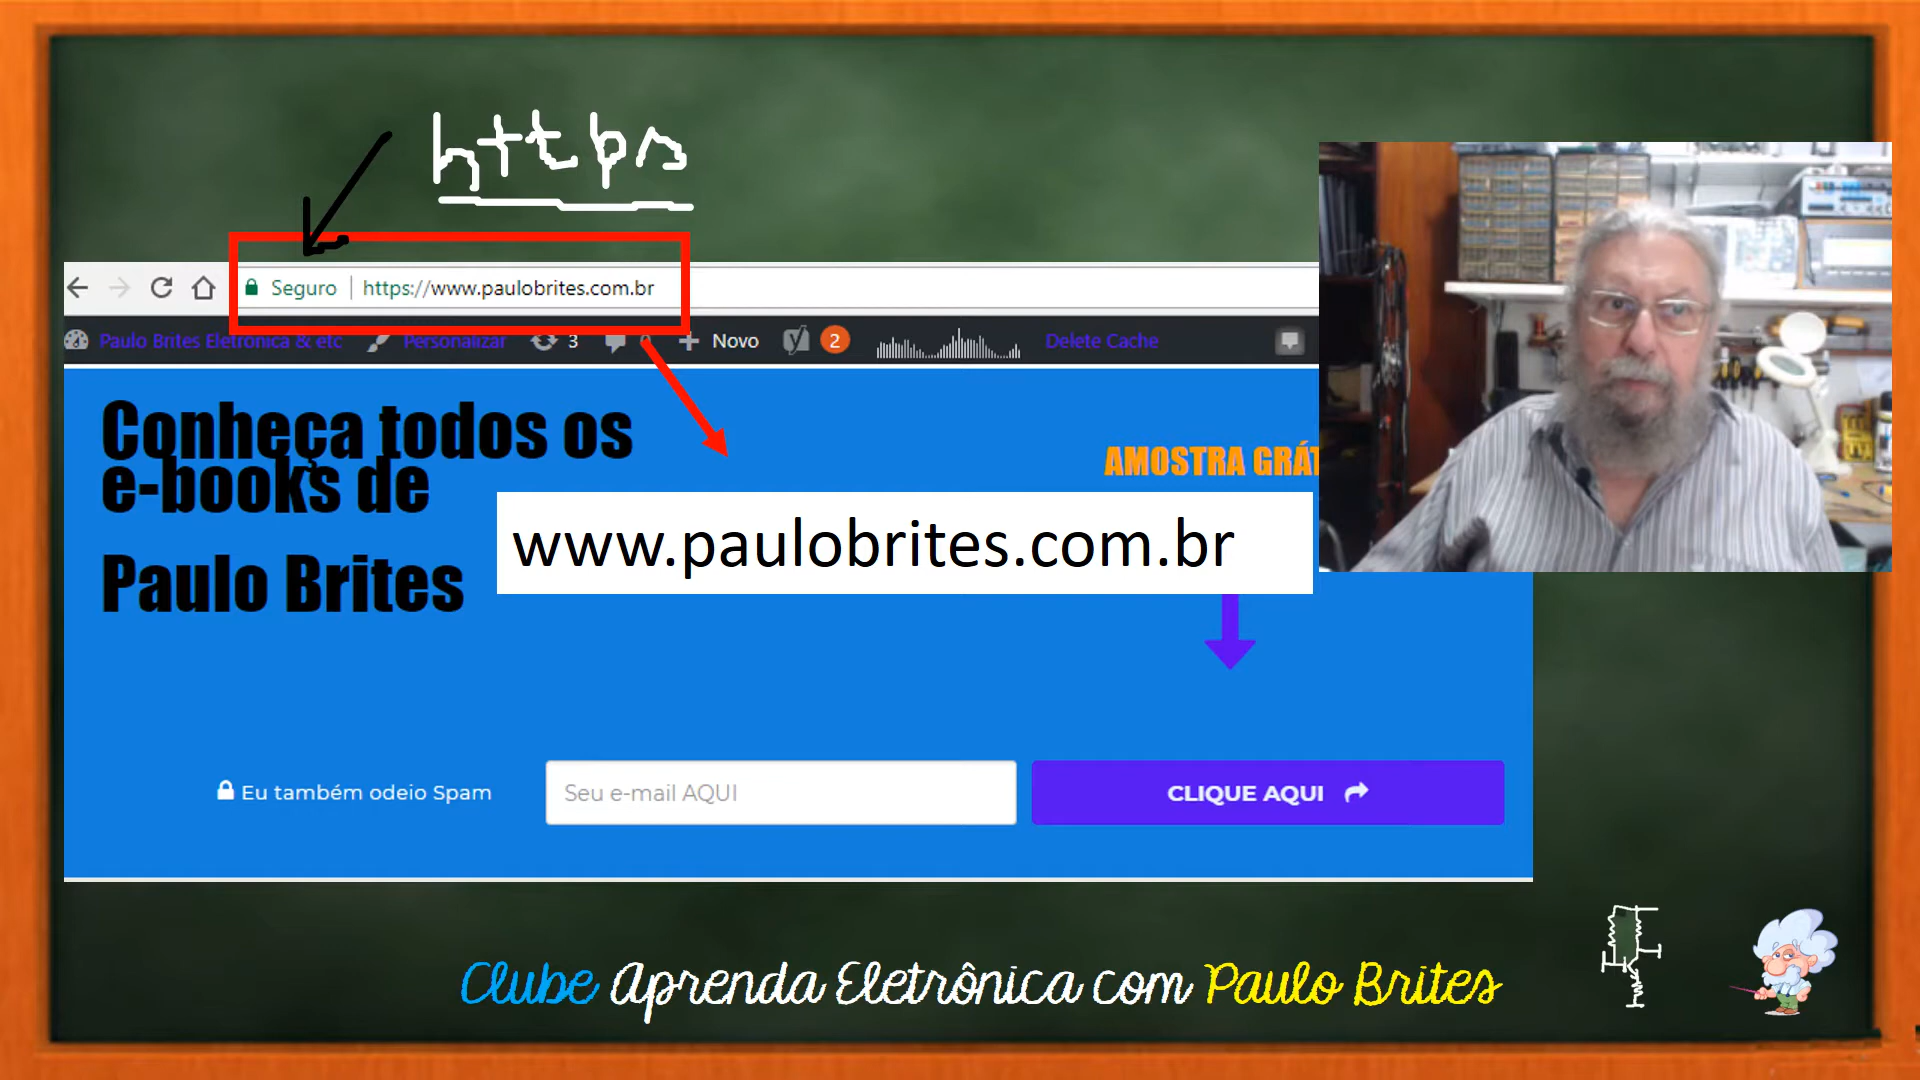 https
Seguro | https://www.paulobrites.com.br
Paulo Brites Eletrônica & etc Personalizar 3 0 Novo 2 Delete Cache
Conheça todos os
e-books de
Paulo Brites
AMOSTRA GRÁT
www.paulobrites.com.br
Eu também odeio Spam
Seu e-mail AQUI
CLIQUE AQUI
Clube Aprenda Eletrônica com Paulo Brites